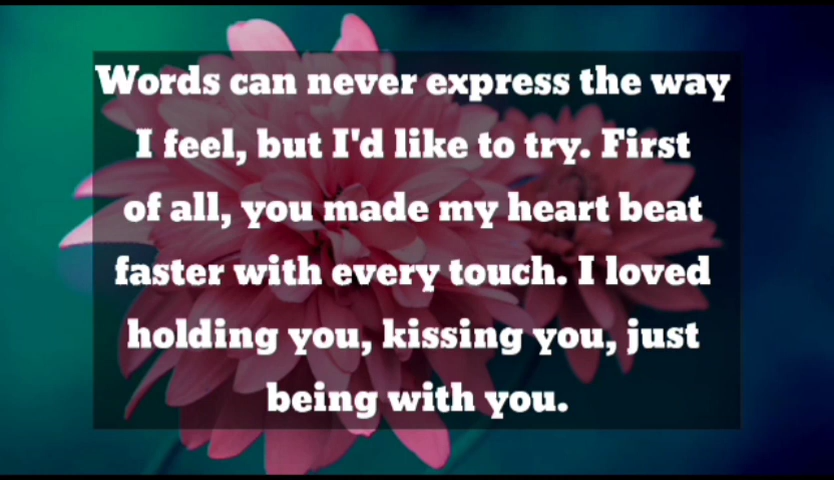 Words can never express the way
I feel, but I'd like to try. First
of all, you made my heart beat
faster with every touch. I loved
holding you, kissing you, just
being with you.